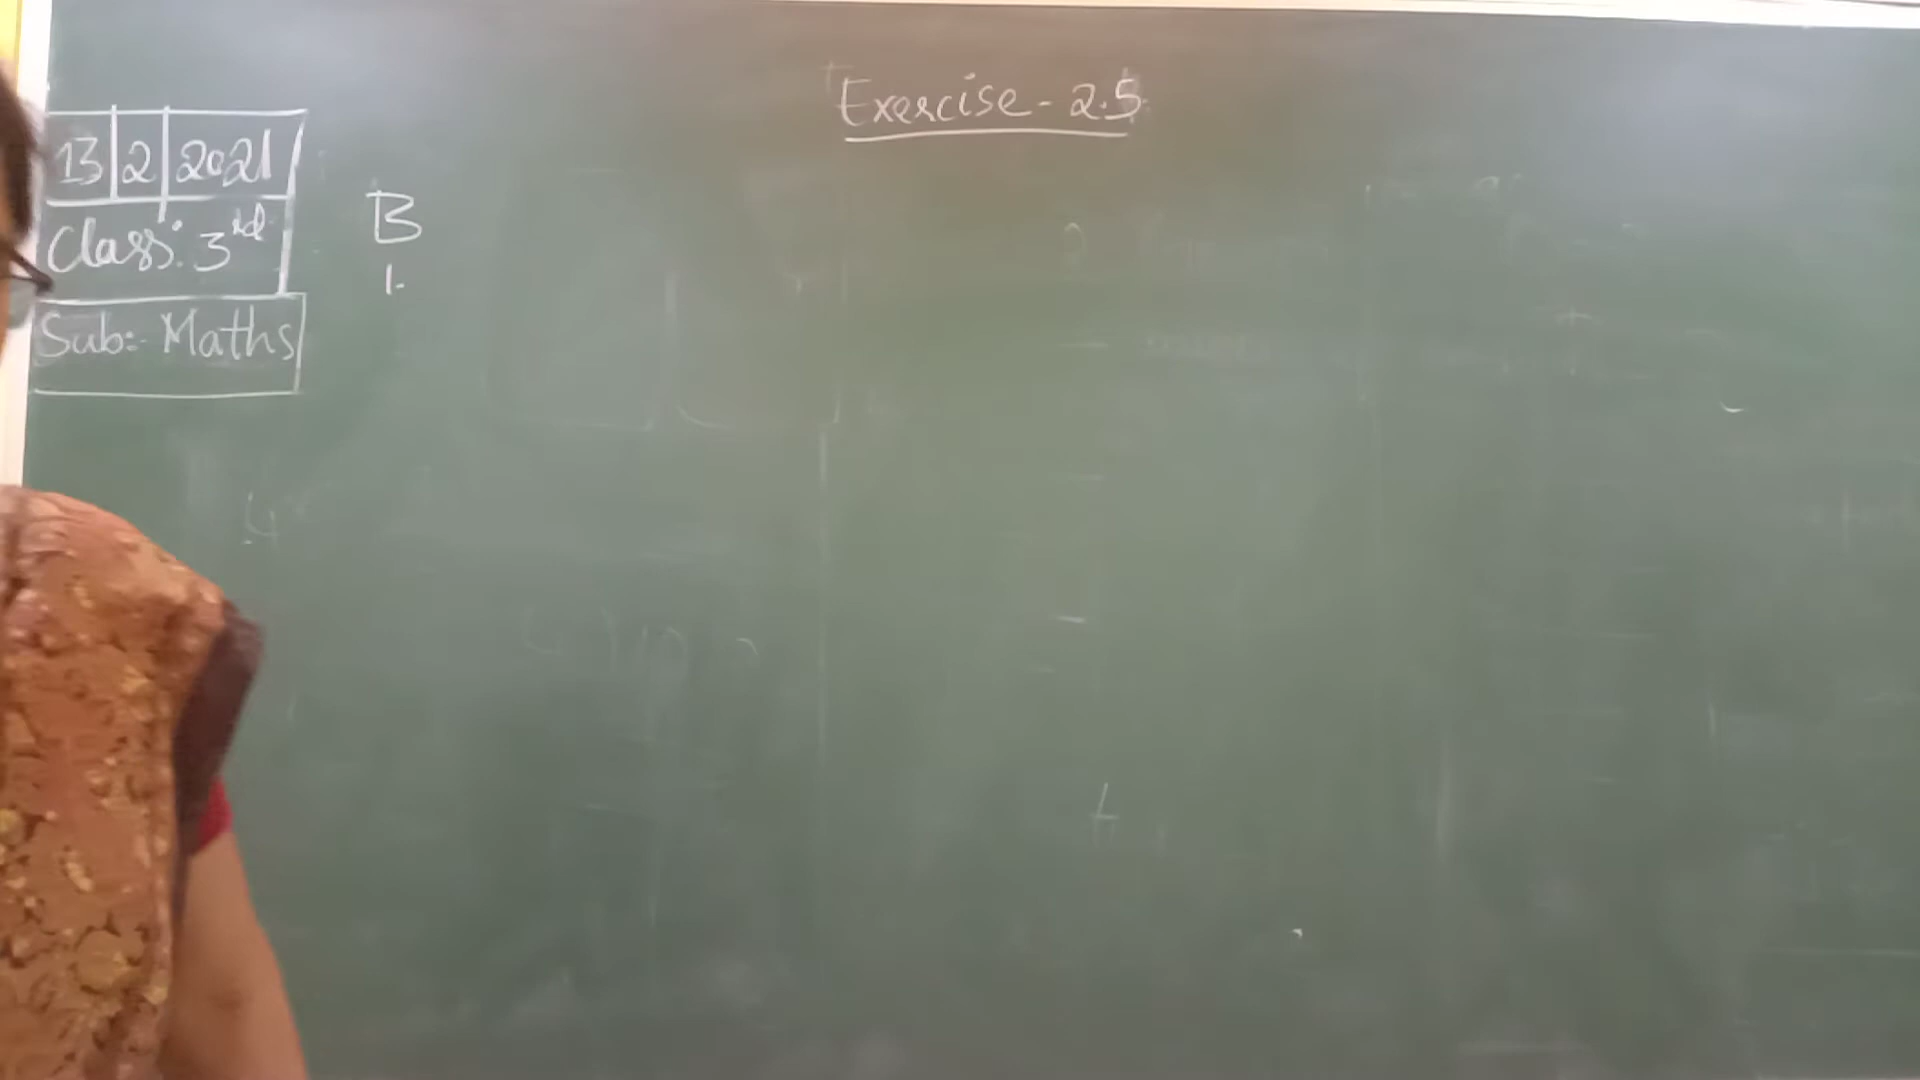 Exercise - 2.5
13 2 2021
Class: 3rd
Sub:- Maths
B
1.